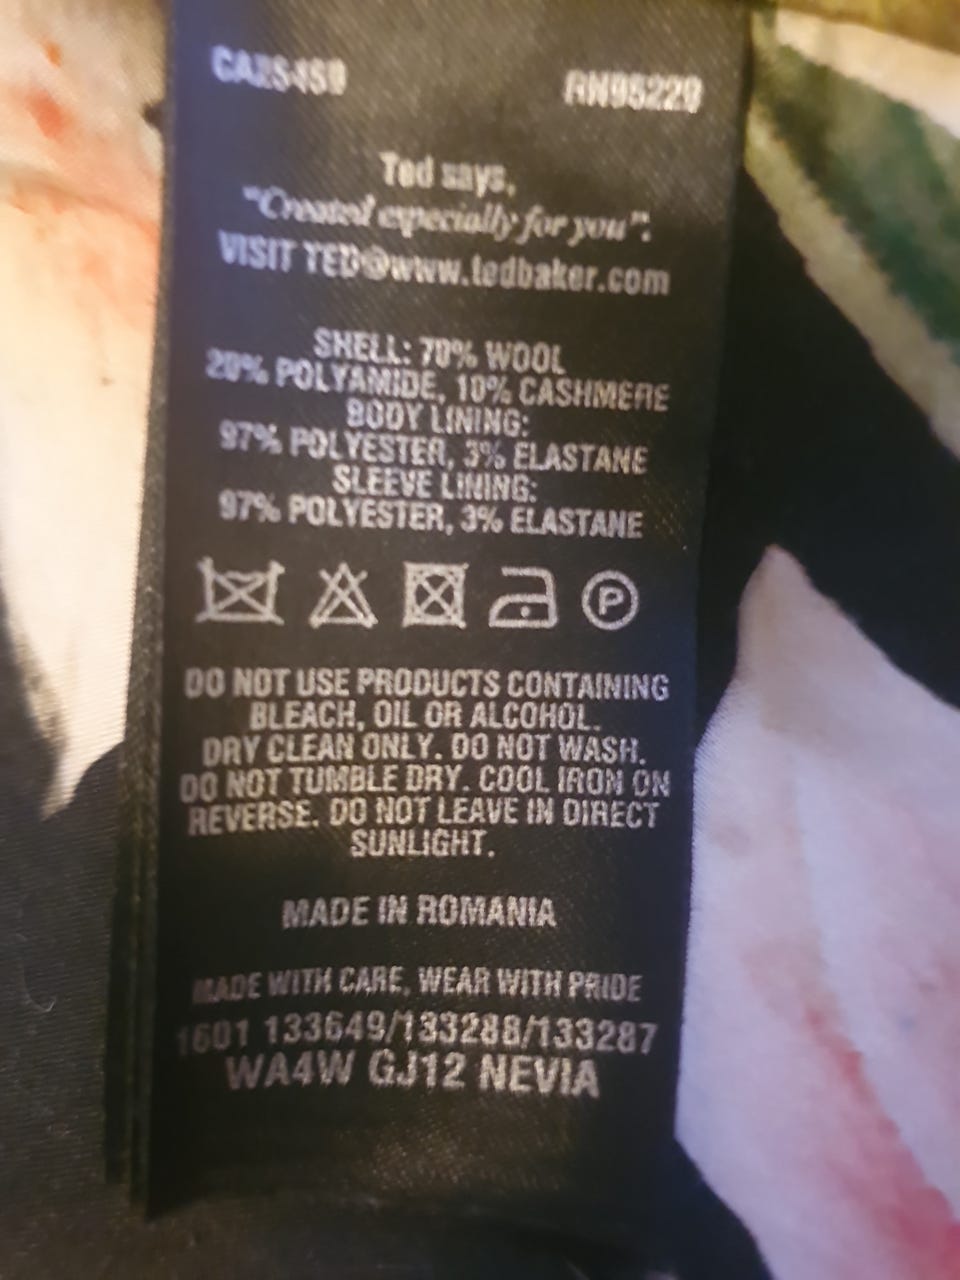 CA25459
RN95229
Ted says,
"Created especially for you".
VISIT TED@www.tedbaker.com
SHELL: 70% WOOL
20% POLYAMIDE, 10% CASHMERE
BODY LINING:
97% POLYESTER, 3% ELASTANE
SLEEVE LINING:
97% POLYESTER, 3% ELASTANE
P
DO NOT USE PRODUCTS CONTAINING
BLEACH, OIL OR ALCOHOL.
DRY CLEAN ONLY. DO NOT WASH.
DO NOT TUMBLE DRY. COOL IRON ON
REVERSE. DO NOT LEAVE IN DIRECT
SUNLIGHT.
MADE IN ROMANIA
MADE WITH CARE, WEAR WITH PRIDE
1601 133649/133288/133287
WA4W GJ12 NEVIA